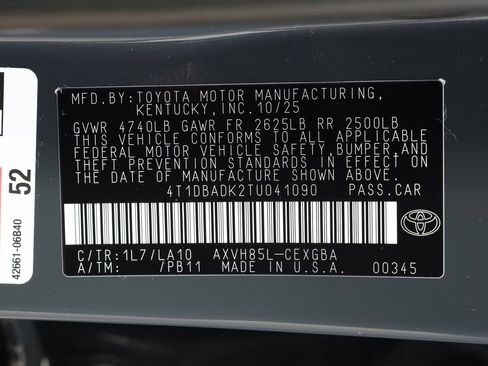 MFD.BY:TOYOTA MOTOR MANUFACTURING,
KENTUCKY, INC.10/25
GVWR 4740LB GAWR FR 2625LB RR 2500LB
THIS VEHICLE CONFORMS TO ALL APPLICABLE
FEDERAL MOTOR VEHICLE SAFETY,BUMPER,AND
THEFT PREVENTION STANDARDS IN EFFECT ON
THE DATE OF MANUFACTURE SHOWN ABOVE.
4T1DBADK2TU041090 PASS.CAR
C/TR:1L7/LA10 AXVH85L-CEXGBA
A/TM: /PB11 MADE IN U.S.A. 00345
52
42661-06B40